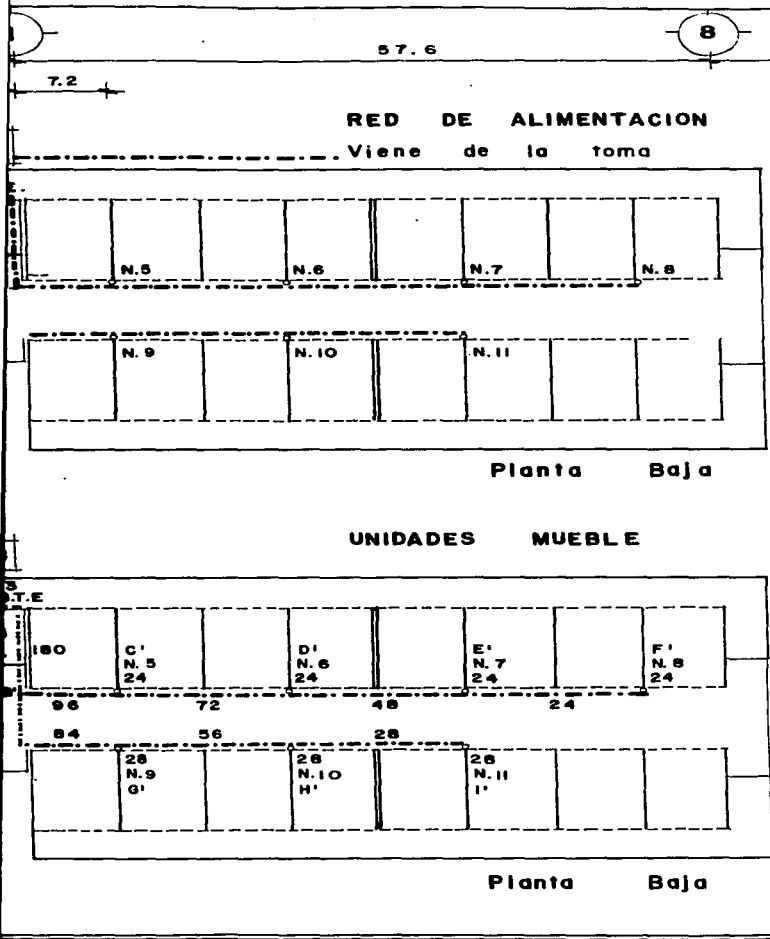 8
57.6
7.2
RED DE ALIMENTACION
Viene de la toma
N.5 N.6 N.7 N.8
N.9 N.10 N.11
Planta Baja
UNIDADES MUEBLE
S.T.E
180 C' D' E' F'
N.5 N.6 N.7 N.8
24 24 24 24
96 72 48 24
84 56 28
28 28 28
N.9 N.10 N.11
G' H' I'
Planta Baja